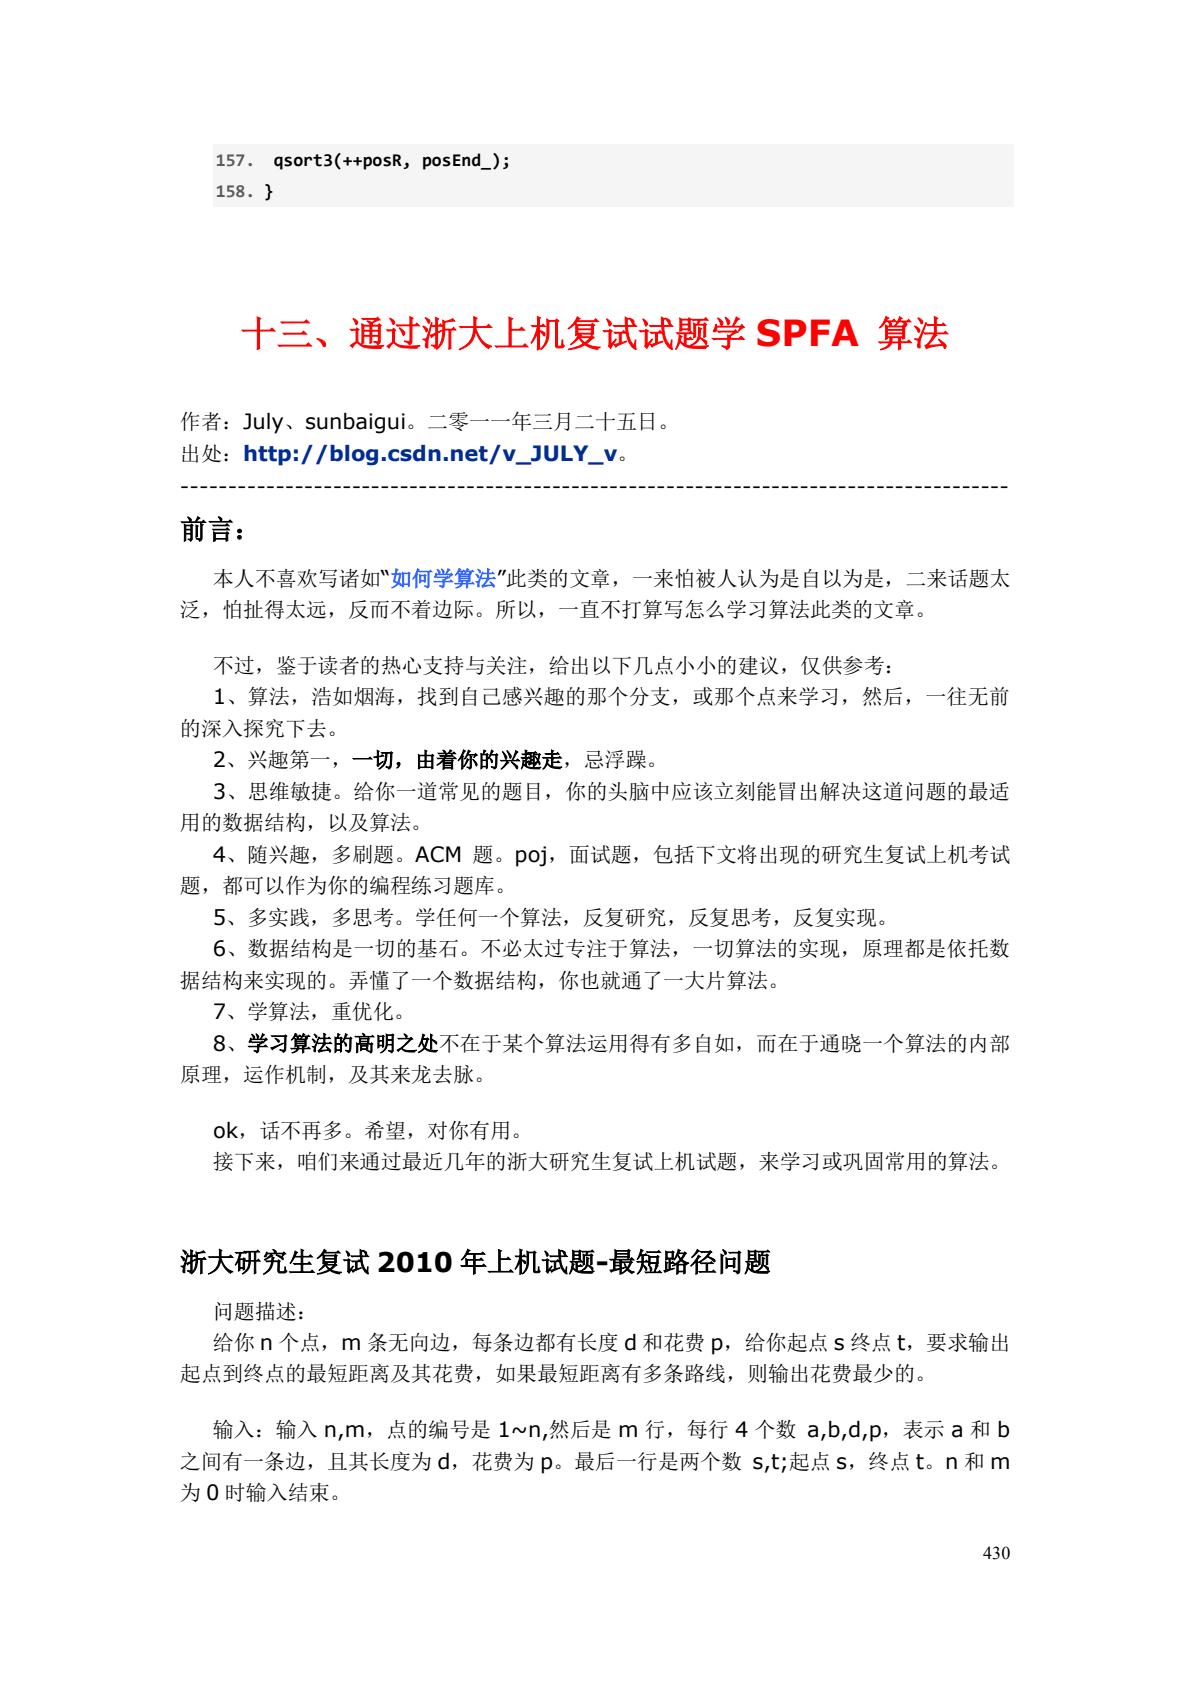 157.  qsort3(++posR, posEnd_);
158. }
十三、通过浙大上机复试试题学 SPFA 算法
作者：July、sunbaigui。二零一一年三月二十五日。
出处：http://blog.csdn.net/v_JULY_v。
---------------------------------------------------------------------------------------
前言：
本人不喜欢写诸如“如何学算法”此类的文章，一来怕被人认为是自以为是，二来话题太
泛，怕扯得太远，反而不着边际。所以，一直不打算写怎么学习算法此类的文章。
不过，鉴于读者的热心支持与关注，给出以下几点小小的建议，仅供参考：
1、算法，浩如烟海，找到自己感兴趣的那个分支，或那个点来学习，然后，一往无前
的深入探究下去。
2、兴趣第一，一切，由着你的兴趣走，忌浮躁。
3、思维敏捷。给你一道常见的题目，你的头脑中应该立刻能冒出解决这道问题的最适
用的数据结构，以及算法。
4、随兴趣，多刷题。ACM 题。poj，面试题，包括下文将出现的研究生复试上机考试
题，都可以作为你的编程练习题库。
5、多实践，多思考。学任何一个算法，反复研究，反复思考，反复实现。
6、数据结构是一切的基石。不必太过专注于算法，一切算法的实现，原理都是依托数
据结构来实现的。弄懂了一个数据结构，你也就通了一大片算法。
7、学算法，重优化。
8、学习算法的高明之处不在于某个算法运用得有多自如，而在于通晓一个算法的内部
原理，运作机制，及其来龙去脉。
ok，话不再多。希望，对你有用。
接下来，咱们来通过最近几年的浙大研究生复试上机试题，来学习或巩固常用的算法。
浙大研究生复试 2010 年上机试题-最短路径问题
问题描述：
给你 n 个点，m 条无向边，每条边都有长度 d 和花费 p，给你起点 s 终点 t，要求输出
起点到终点的最短距离及其花费，如果最短距离有多条路线，则输出花费最少的。
输入：输入 n,m，点的编号是 1~n,然后是 m 行，每行 4 个数 a,b,d,p，表示 a 和 b
之间有一条边，且其长度为 d，花费为 p。最后一行是两个数 s,t;起点 s，终点 t。n 和 m
为 0 时输入结束。
430